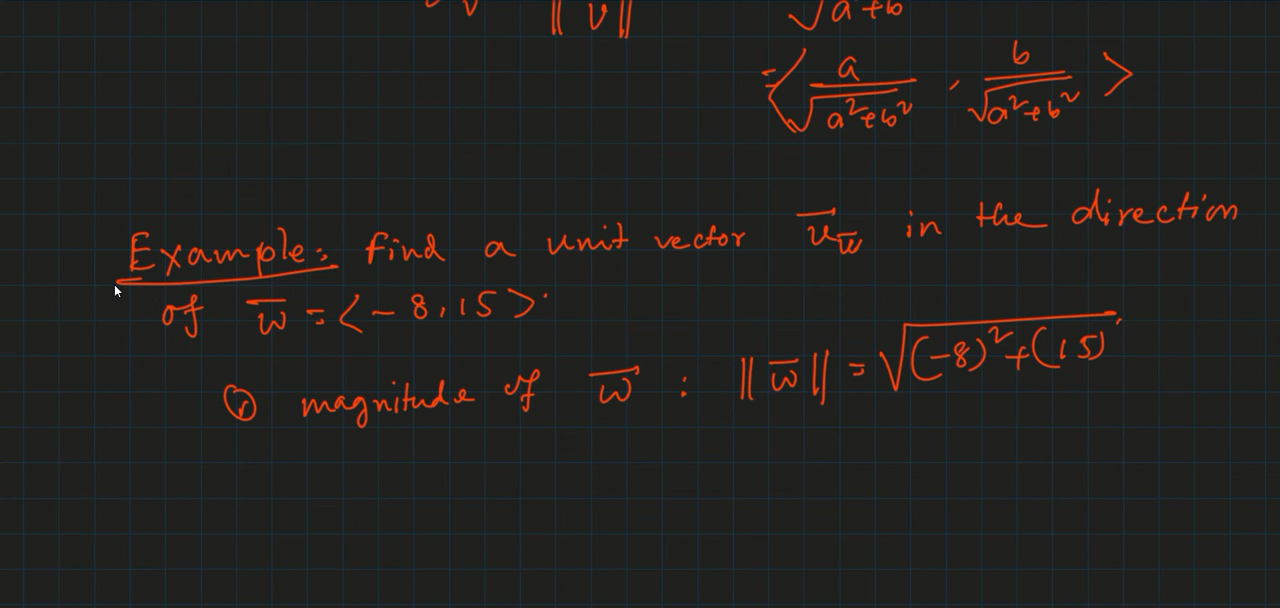 ‖ v ‖ √a²+b
= < a/√a²+b² , b/√a²+b² >
Example: find a unit vector u_w in the direction
of w = < -8, 15 >.
① magnitude of w : ‖w‖ = √(-8)²+(15)